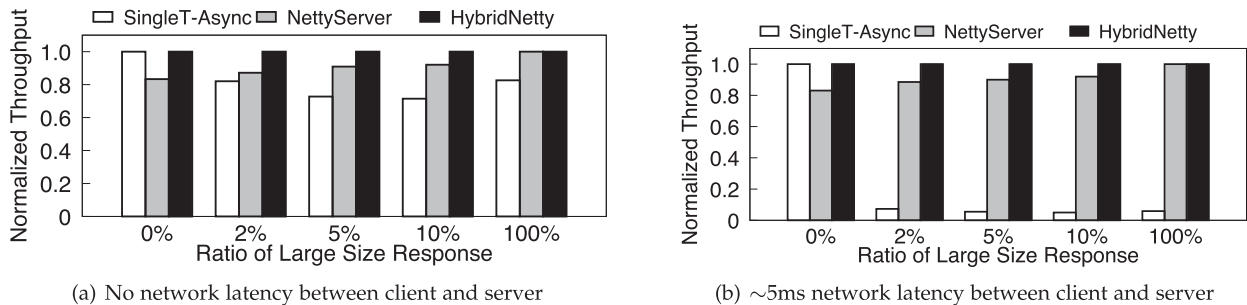 SingleT-Async NettyServer HybridNetty
Normalized Throughput
1.0
0.8
0.6
0.4
0.2
0
0% 2% 5% 10% 100%
Ratio of Large Size Response
(a) No network latency between client and server
SingleT-Async NettyServer HybridNetty
Normalized Throughput
1.0
0.8
0.6
0.4
0.2
0
0% 2% 5% 10% 100%
Ratio of Large Size Response
(b) ∼5ms network latency between client and server